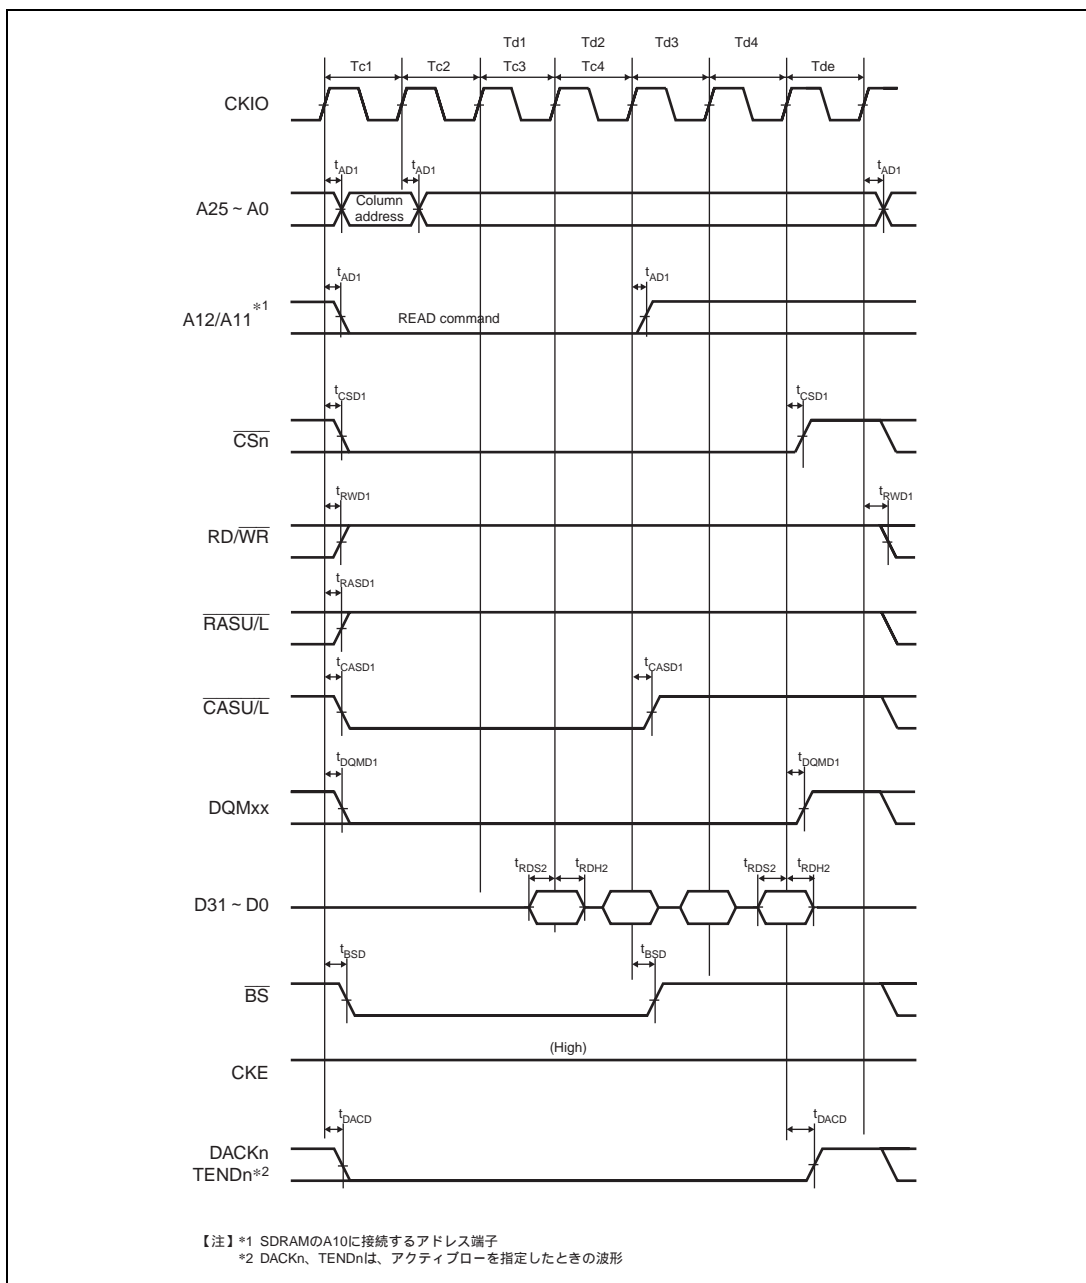 Td1 Td2 Td3 Td4
Tc1 Tc2 Tc3 Tc4 Tde
CKIO
tAD1 tAD1 tAD1
A25 ~ A0
Column
address
tAD1 tAD1
A12/A11*1
READ command
tCSD1 tCSD1
CSn
tRWD1 tRWD1
RD/WR
tRASD1
RASU/L
tCASD1 tCASD1
CASU/L
tDQMD1 tDQMD1
DQMxx
tRDS2 tRDH2 tRDS2 tRDH2
D31 ~ D0
tBSD tBSD
BS
(High)
CKE
tDACD tDACD
DACKn
TENDn*2
【注】*1 SDRAMのA10に接続するアドレス端子
*2 DACKn、TENDnは、アクティブローを指定したときの波形